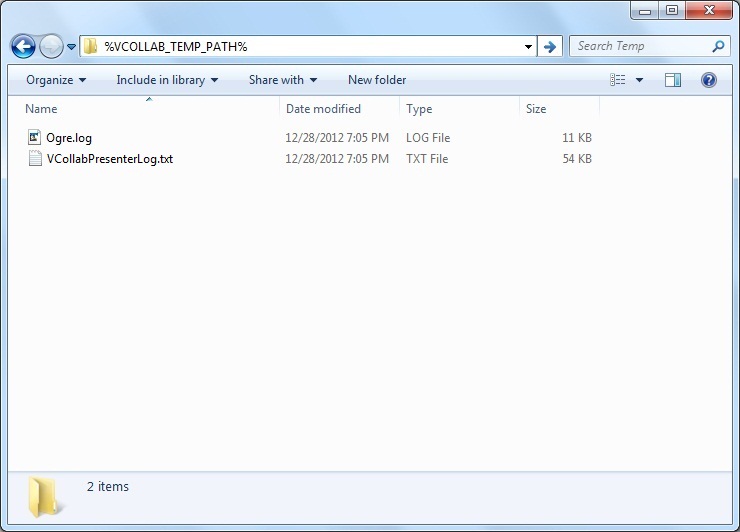 %VCOLLAB_TEMP_PATH% Search Temp
Organize Include in library Share with New folder
Name Date modified Type Size
Ogre.log 12/28/2012 7:05 PM LOG File 11 KB
VCollabPresenterLog.txt 12/28/2012 7:05 PM TXT File 54 KB
2 items